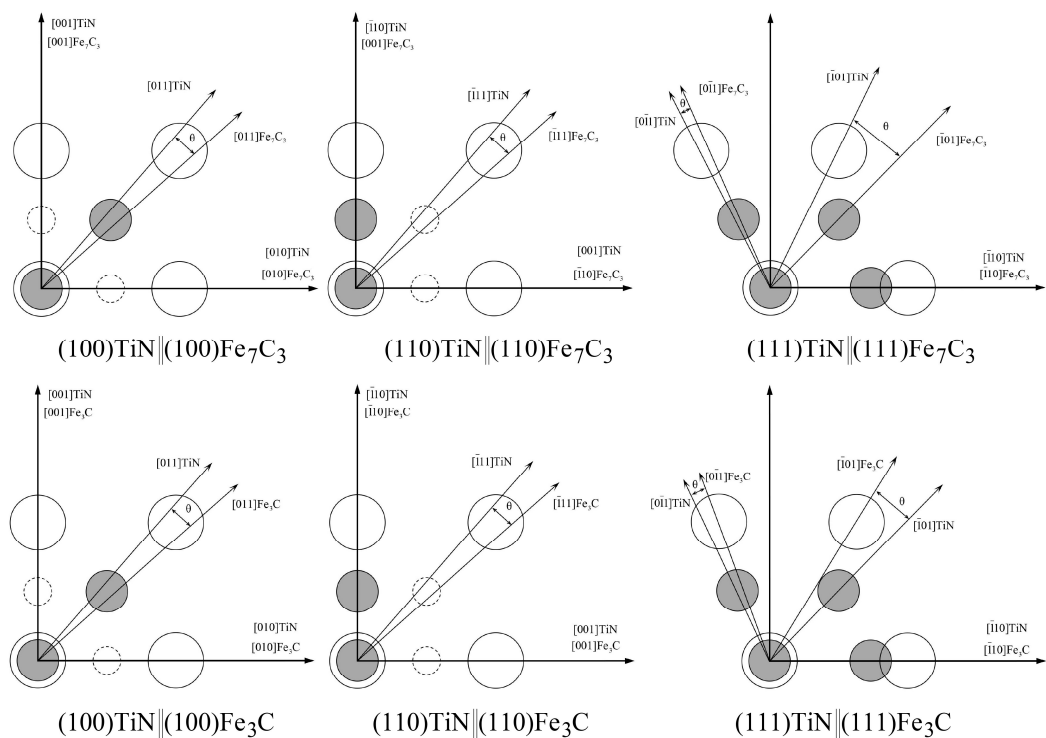 [001]TiN
[001]Fe₇C₃
[011]TiN
[011]Fe₇C₃
θ
[010]TiN
[010]Fe₇C₃
(100)TiN∥(100)Fe₇C₃
[1̄10]TiN
[001]Fe₇C₃
[1̄11]TiN
[1̄11]Fe₇C₃
θ
[001]TiN
[1̄10]Fe₇C₃
(110)TiN∥(110)Fe₇C₃
[01̄1]Fe₇C₃
[01̄1]TiN
θ
[1̄01]TiN
θ
[1̄01]Fe₇C₃
[1̄10]TiN
[1̄10]Fe₇C₃
(111)TiN∥(111)Fe₇C₃
[001]TiN
[001]Fe₃C
[011]TiN
[011]Fe₃C
θ
[010]TiN
[010]Fe₃C
(100)TiN∥(100)Fe₃C
[1̄10]TiN
[1̄10]Fe₃C
[1̄11]TiN
[1̄11]Fe₃C
θ
[001]TiN
[001]Fe₃C
(110)TiN∥(110)Fe₃C
[01̄1]Fe₃C
[01̄1]TiN
θ
[1̄01]Fe₃C
θ
[1̄01]TiN
[1̄10]TiN
[1̄10]Fe₃C
(111)TiN∥(111)Fe₃C